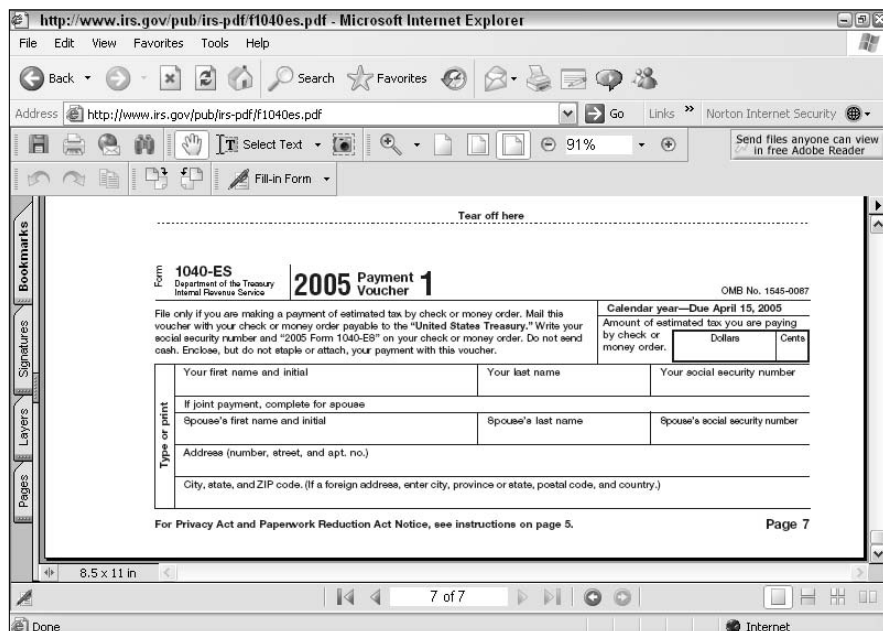 http://www.irs.gov/pub/irs-pdf/f1040es.pdf - Microsoft Internet Explorer
File Edit View Favorites Tools Help
Back Search Favorites
Address http://www.irs.gov/pub/irs-pdf/f1040es.pdf Go Links » Norton Internet Security
Select Text 91% Send files anyone can view
in free Adobe Reader
Fill-in Form
Bookmarks
Signatures
Layers
Pages
Tear off here
Form 1040-ES
Department of the Treasury
Internal Revenue Service
2005 Payment Voucher 1
OMB No. 1545-0087
File only if you are making a payment of estimated tax by check or money order. Mail this
voucher with your check or money order payable to the "United States Treasury." Write your
social security number and "2005 Form 1040-ES" on your check or money order. Do not send
cash. Enclose, but do not staple or attach, your payment with this voucher.
Calendar year—Due April 15, 2005
Amount of estimated tax you are paying
by check or
money order.
Dollars Cents
Type or print
Your first name and initial Your last name Your social security number
If joint payment, complete for spouse
Spouse's first name and initial Spouse's last name Spouse's social security number
Address (number, street, and apt. no.)
City, state, and ZIP code. (If a foreign address, enter city, province or state, postal code, and country.)
For Privacy Act and Paperwork Reduction Act Notice, see instructions on page 5. Page 7
8.5 x 11 in
7 of 7
Done Internet